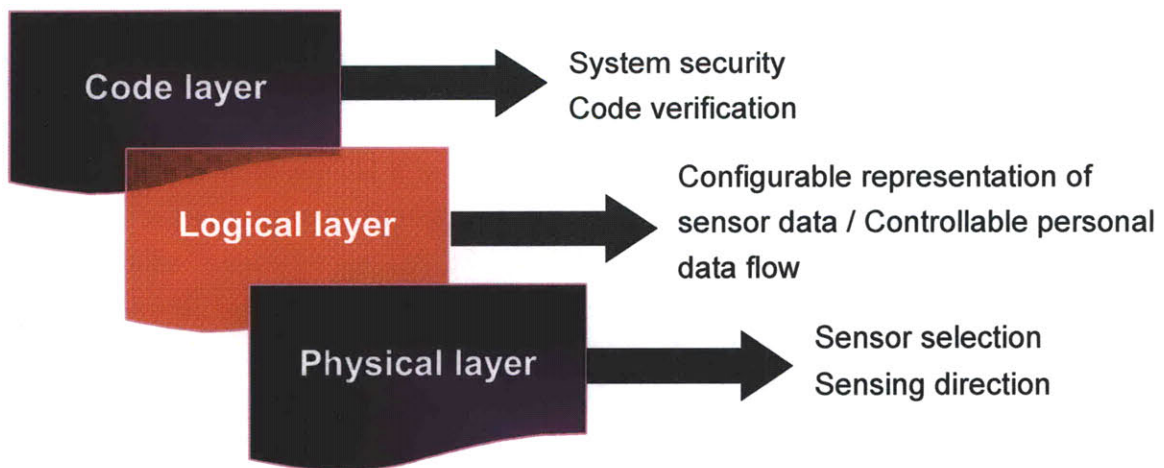 Code layer
System security
Code verification
Logical layer
Configurable representation of
sensor data / Controllable personal
data flow
Physical layer
Sensor selection
Sensing direction